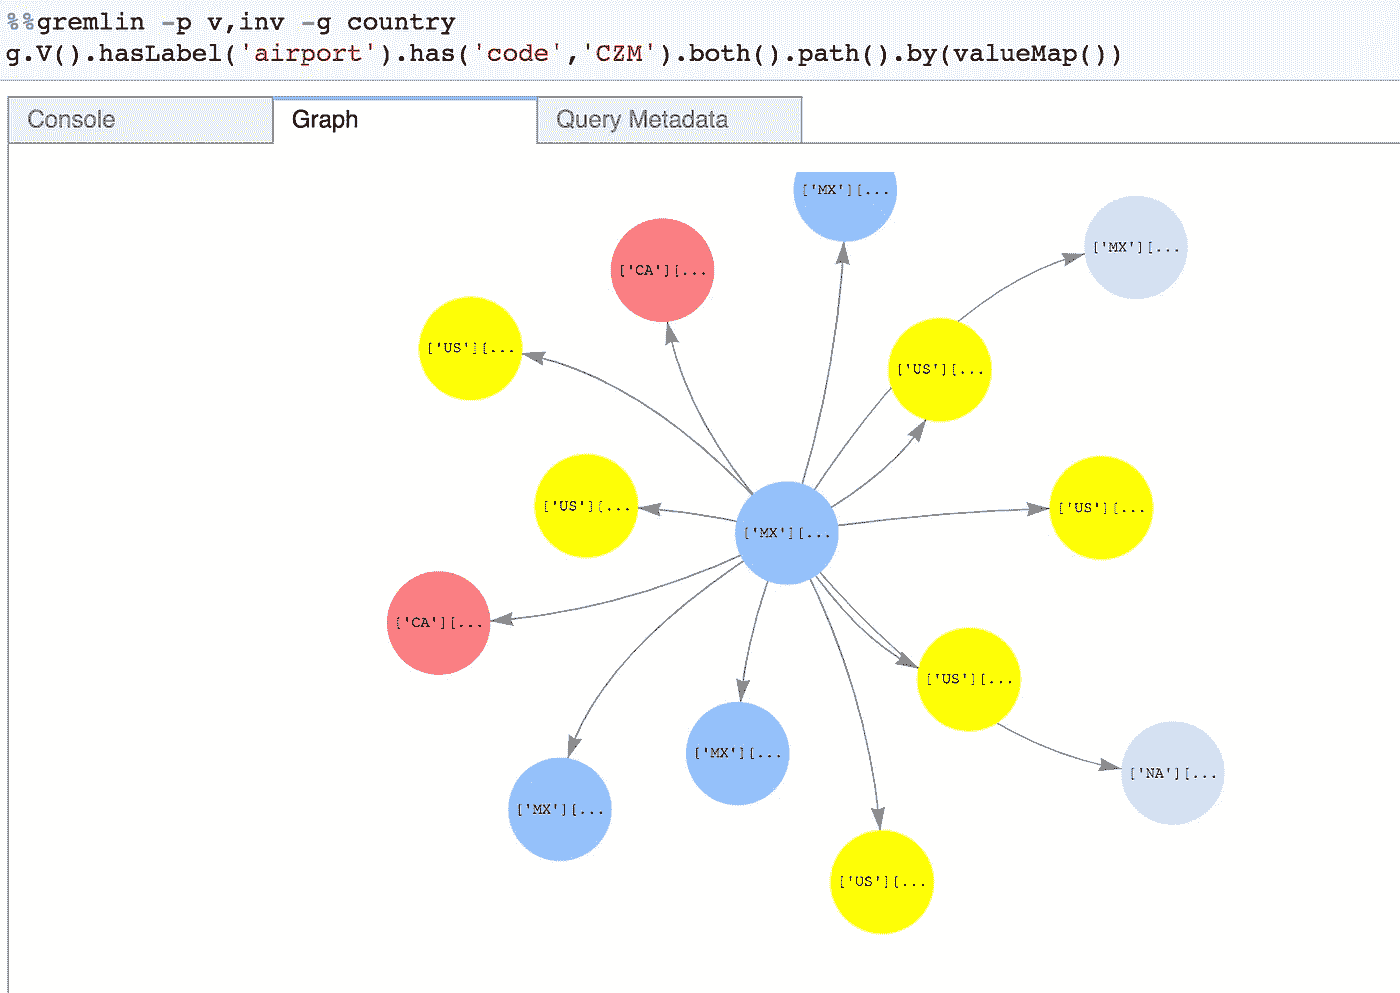 %%gremlin -p v,inv -g country
g.V().hasLabel('airport').has('code','CZM').both().path().by(valueMap())
Console
Graph
Query Metadata
['MX'][...
['MX'][...
['CA'][...
['US'][...
['US'][...
['US'][...
['US'][...
['MX'][...
['CA'][...
['US'][...
['MX'][...
['NA'][...
['MX'][...
['US'][...